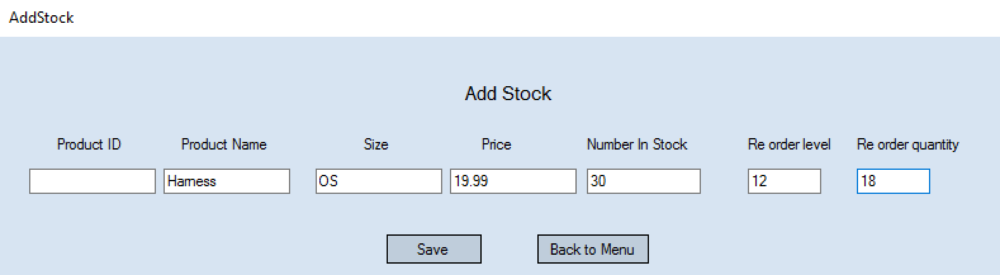 AddStock
Add Stock
Product ID Product Name Size Price Number In Stock Re order level Re order quantity
Harness OS 19.99 30 12 18
Save Back to Menu